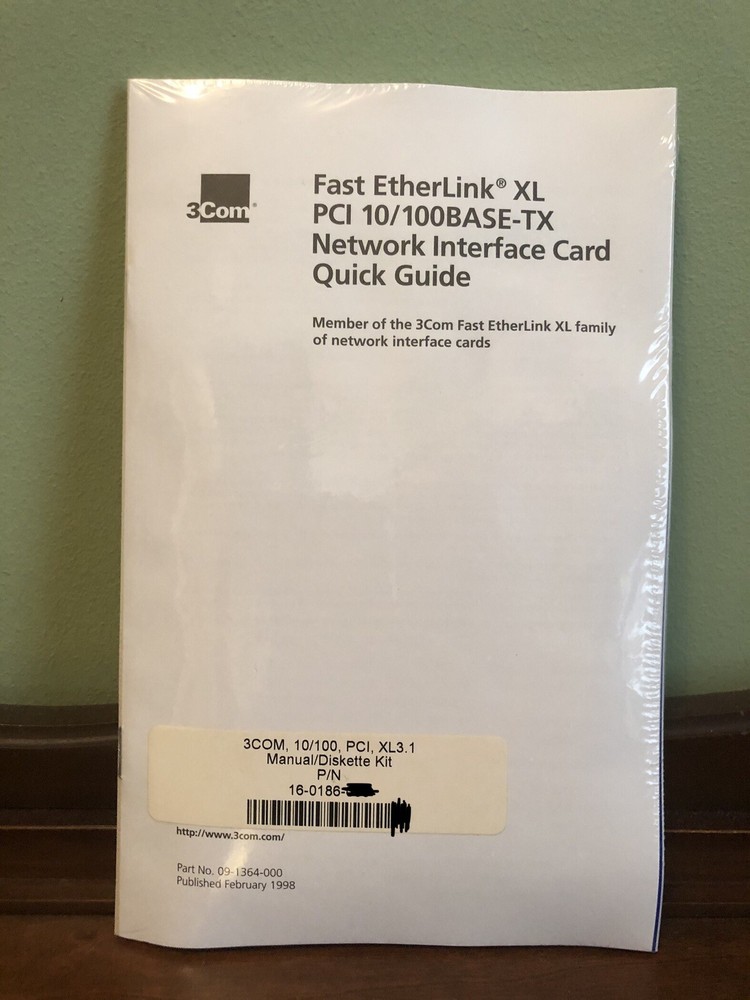 3Com®
Fast EtherLink® XL
PCI 10/100BASE-TX
Network Interface Card
Quick Guide
Member of the 3Com Fast EtherLink XL family
of network interface cards
3COM, 10/100, PCI, XL3.1
Manual/Diskette Kit
P/N
16-0186-
http://www.3com.com/
Part No. 09-1364-000
Published February 1998